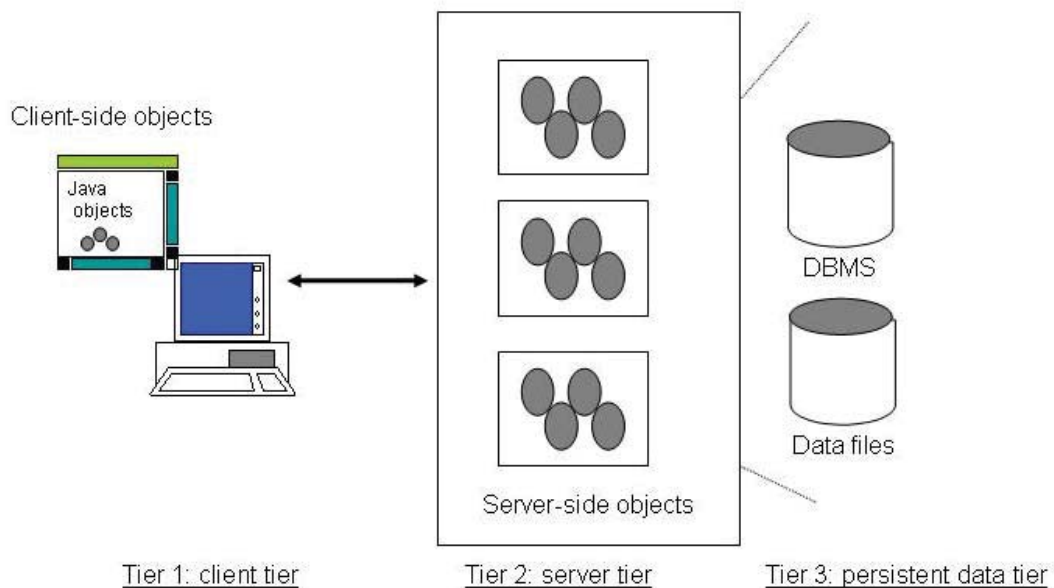 Client-side objects
Java
objects
DBMS
Data files
Server-side objects
Tier 1: client tier
Tier 2: server tier
Tier 3: persistent data tier